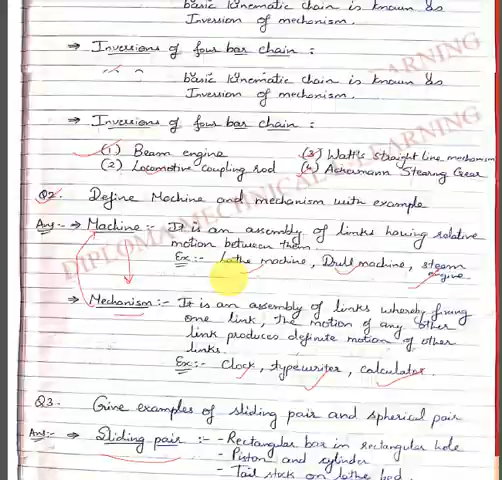 basic kinematic chain is known as
Inversion of mechanism.
→ Inversions of four bar chain :
basic kinematic chain is known as
Inversion of mechanism.
→ Inversions of four bar chain :
(1) Beam engine (3) Watt's straight line mechanism
(2) Locomotive coupling rod (4) Ackermann Stearing Gear
Q2. Define Machine and mechanism with example
Ans:- → Machine :- It is an assembly of links having relative
motion between them.
Ex :- Lathe machine, Drill machine, steam
engine.
→ Mechanism :- It is an assembly of links whereby fixing
one link, the motion of any other
link produces definite motion of other
links.
Ex :- Clock, typewriter, calculator.
Q3. Give examples of sliding pair and spherical pair
Ans:- → Sliding pair :- - Rectangular box in rectangular hole
- Piston and cylinder
- Tail stock on lathe bed.
DIPLOMA MECHANICAL LEARNING